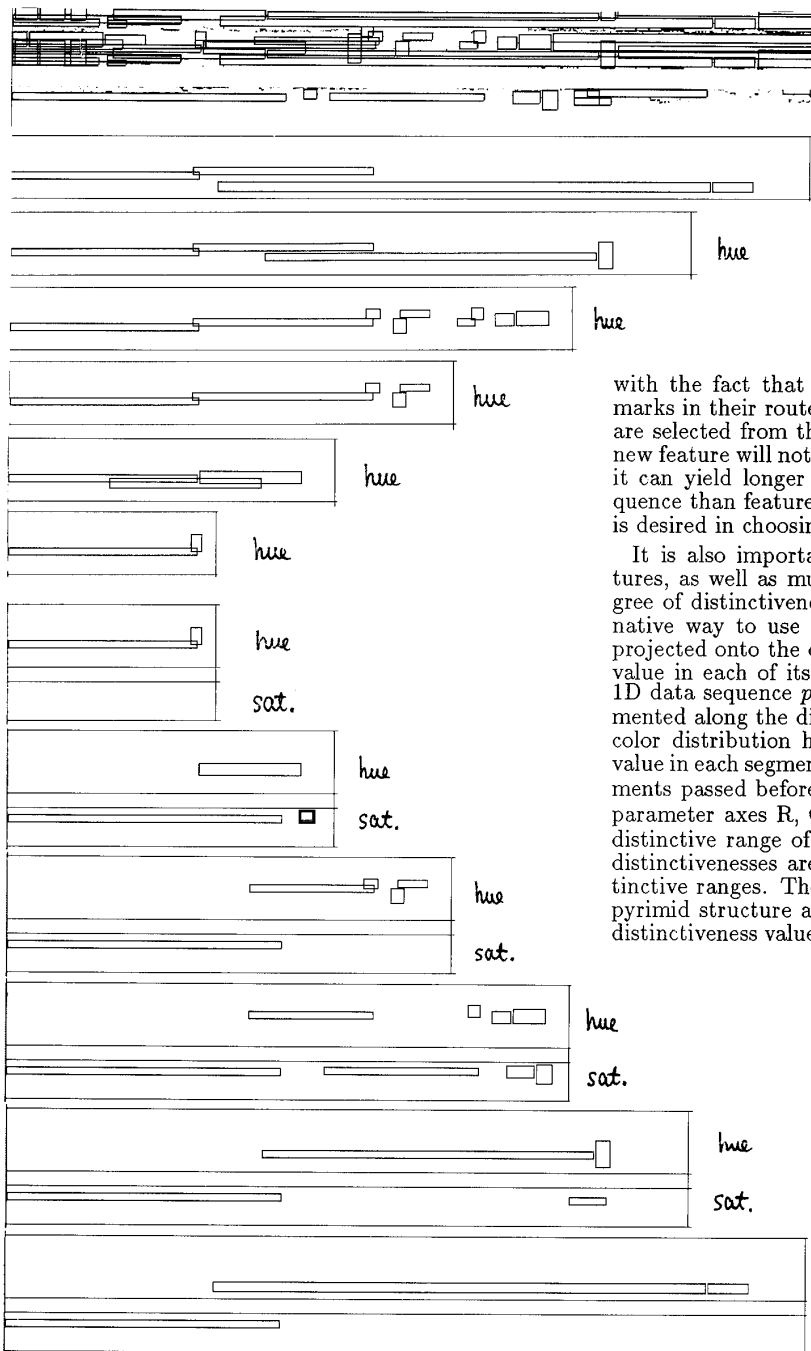 hue
hue
hue
hue
hue
hue
sat.
hue
sat.
hue
sat.
hue
sat.
hue
sat.
with the fact that
marks in their route
are selected from th
new feature will not
it can yield longer
quence than feature
is desired in choosin
It is also importa
tures, as well as mu
gree of distinctivene
native way to use
projected onto the e
value in each of its
1D data sequence p
mented along the di
color distribution h
value in each segmen
ments passed before
parameter axes R,
distinctive range of
distinctivenesses are
tinctive ranges. The
pyrimid structure a
distinctiveness value